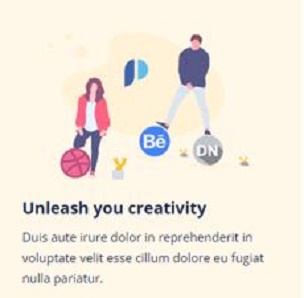 Bē
DN
Unleash you creativity
Duis aute irure dolor in reprehenderit in
voluptate velit esse cillum dolore eu fugiat
nulla pariatur.